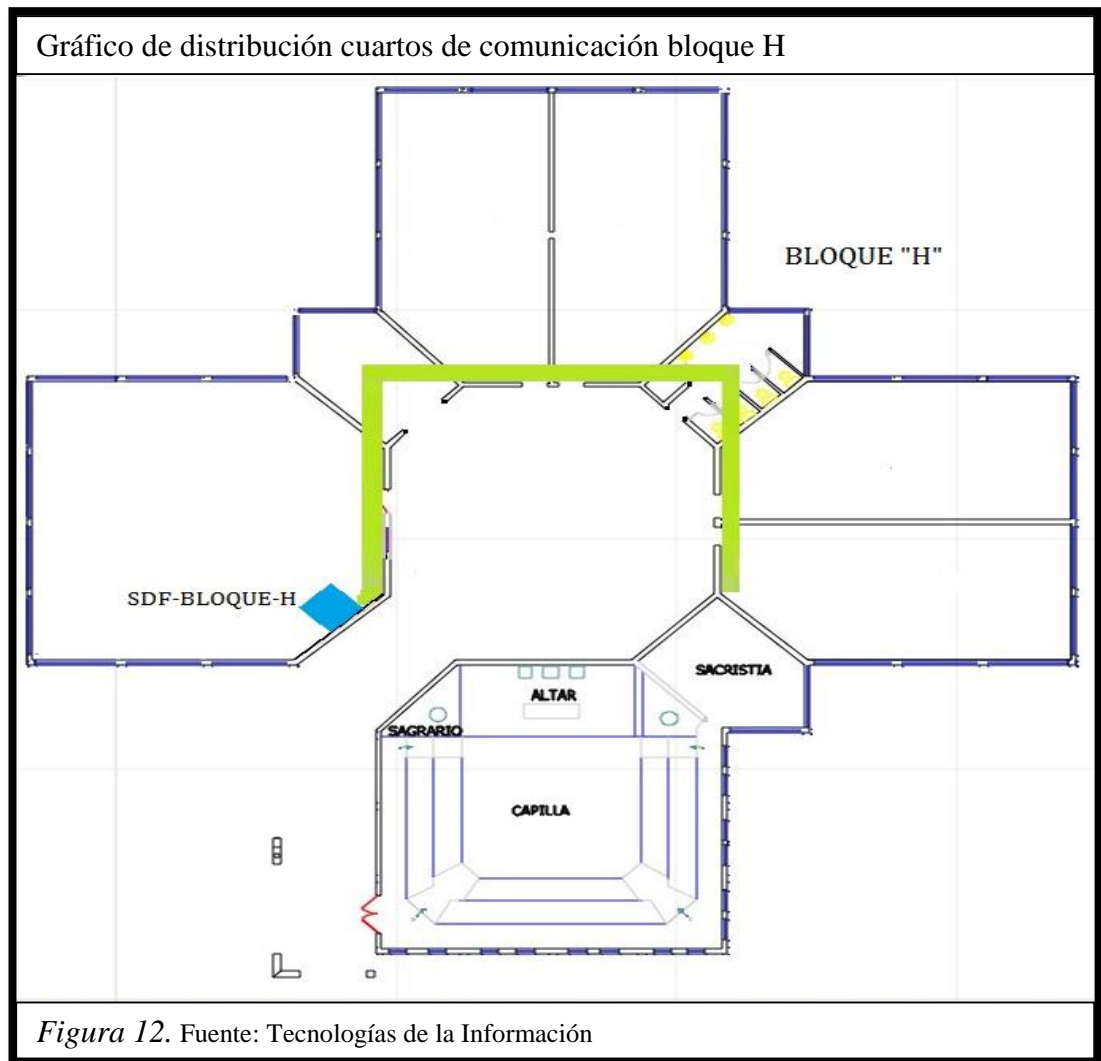 Gráfico de distribución cuartos de comunicación bloque H
BLOQUE "H"
SDF-BLOQUE-H
SACRISTIA
ALTAR
SAGRARIO
CAPILLA
Figura 12. Fuente: Tecnologías de la Información